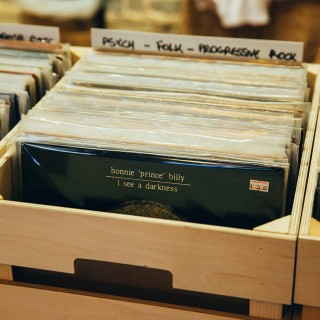 PSYCH - FOLK - PROGRESSIVE ROCK
bonnie 'prince' billy
i see a darkness